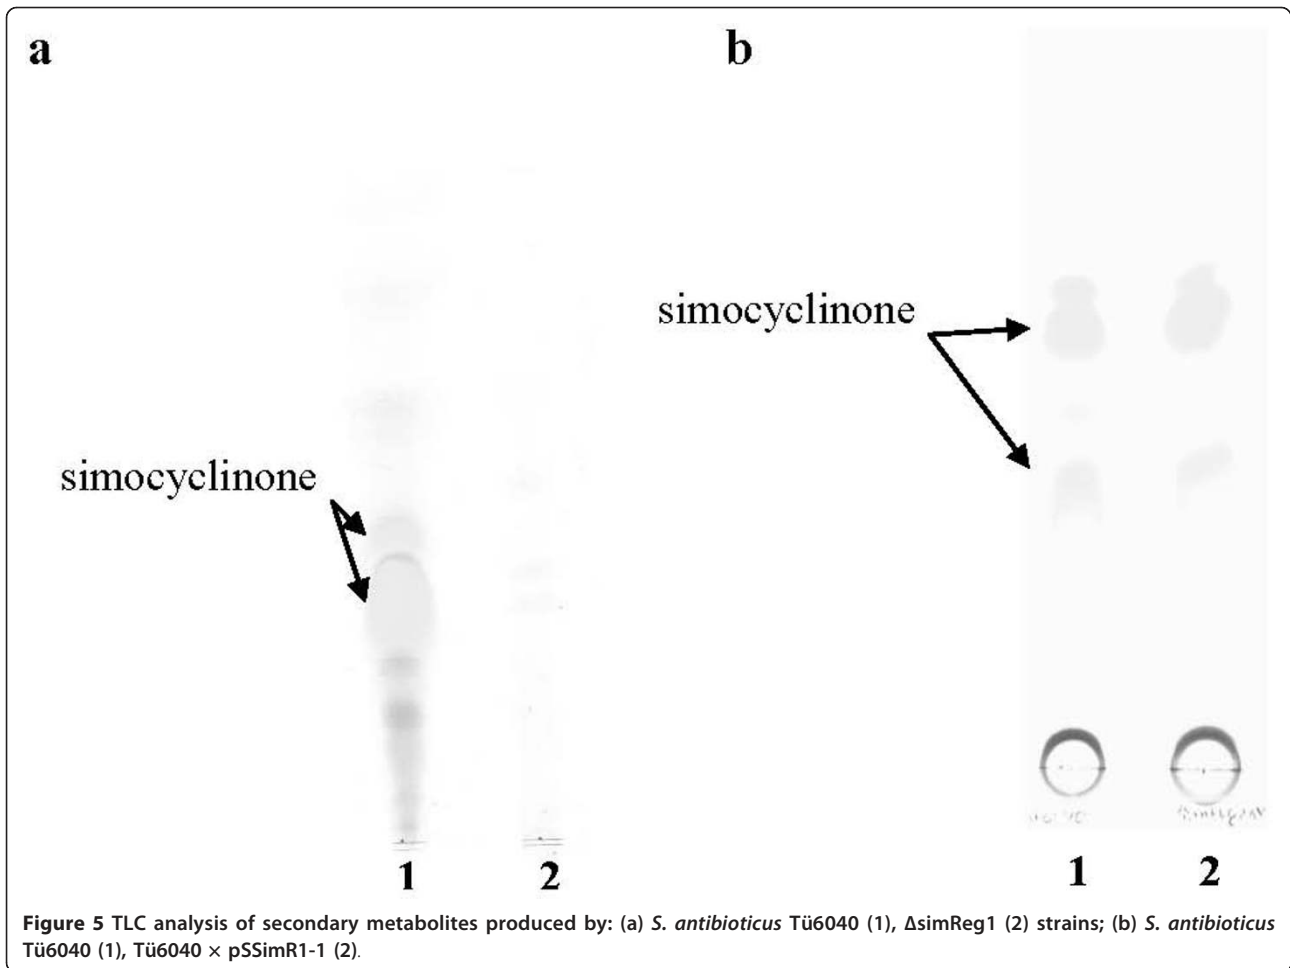 a
b
simocyclinone
simocyclinone
1
2
1
2
Figure 5 TLC analysis of secondary metabolites produced by: (a) S. antibioticus Tü6040 (1), ΔsimReg1 (2) strains; (b) S. antibioticus
Tü6040 (1), Tü6040 × pSSimR1-1 (2).